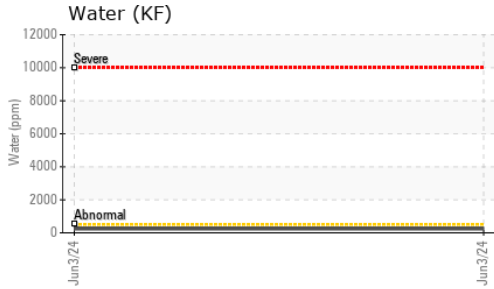 Water (KF)
12000
10000
8000
6000
4000
2000
0
Water (ppm)
Severe
Abnormal
Jun3/24
Jun3/24